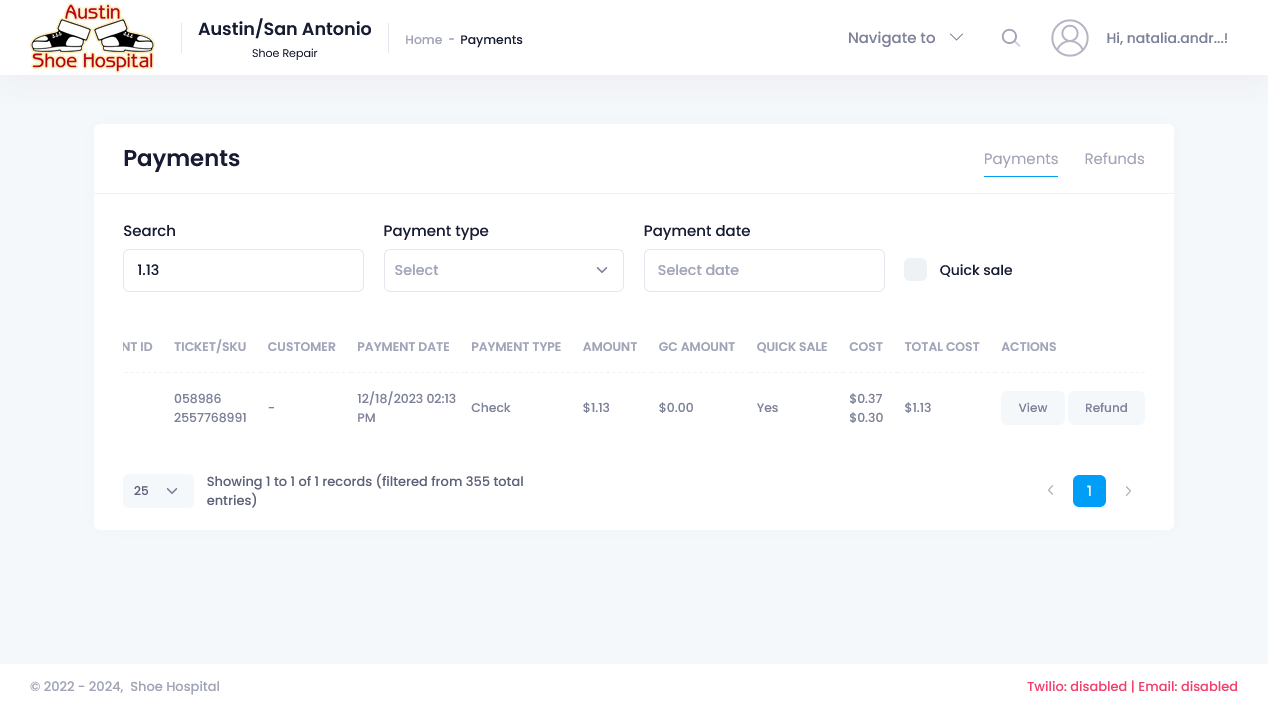 Austin
Shoe Hospital
Austin/San Antonio
Shoe Repair
Home - Payments
Navigate to
Hi, natalia.andr...!
Payments
Payments Refunds
Search Payment type Payment date
1.13 Select Select date Quick sale
NT ID TICKET/SKU CUSTOMER PAYMENT DATE PAYMENT TYPE AMOUNT GC AMOUNT QUICK SALE COST TOTAL COST ACTIONS
058986
2557768991
-
12/18/2023 02:13
PM
Check
$1.13
$0.00
Yes
$0.37
$0.30
$1.13
View Refund
25
Showing 1 to 1 of 1 records (filtered from 355 total
entries)
1
© 2022 - 2024, Shoe Hospital
Twilio: disabled | Email: disabled